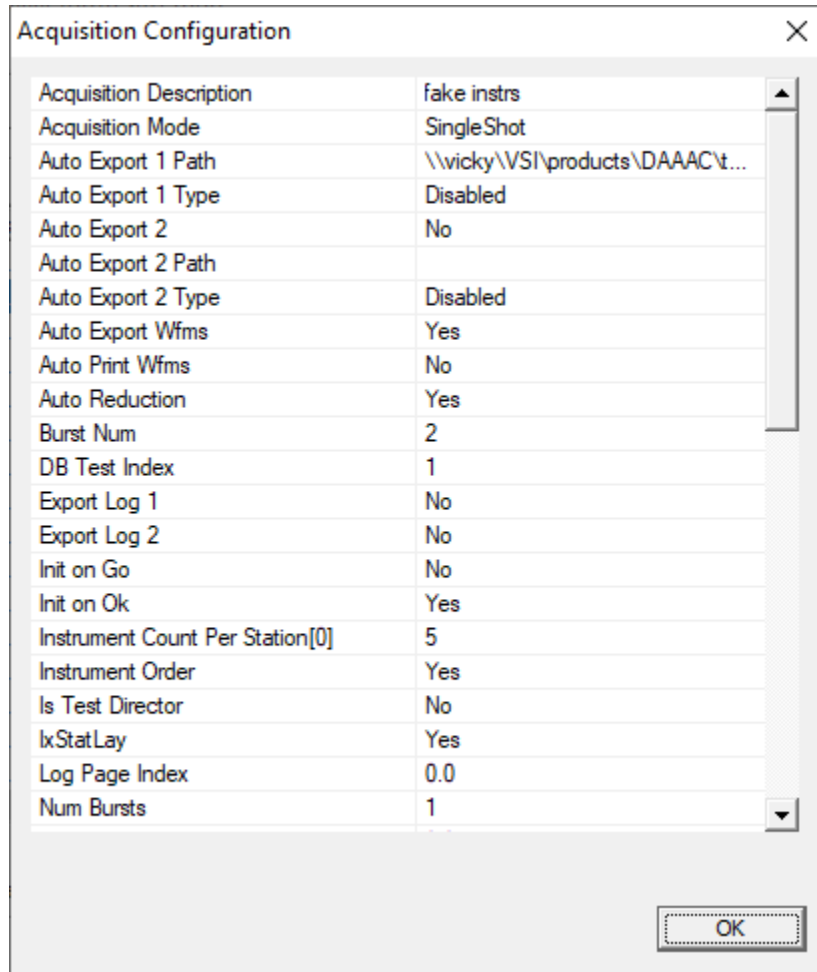 Acquisition Configuration
Acquisition Description fake instrs
Acquisition Mode SingleShot
Auto Export 1 Path \\vicky\VSI\products\DAAAC\t...
Auto Export 1 Type Disabled
Auto Export 2 No
Auto Export 2 Path
Auto Export 2 Type Disabled
Auto Export Wfms Yes
Auto Print Wfms No
Auto Reduction Yes
Burst Num 2
DB Test Index 1
Export Log 1 No
Export Log 2 No
Init on Go No
Init on Ok Yes
Instrument Count Per Station[0] 5
Instrument Order Yes
Is Test Director No
IxStatLay Yes
Log Page Index 0.0
Num Bursts 1
OK